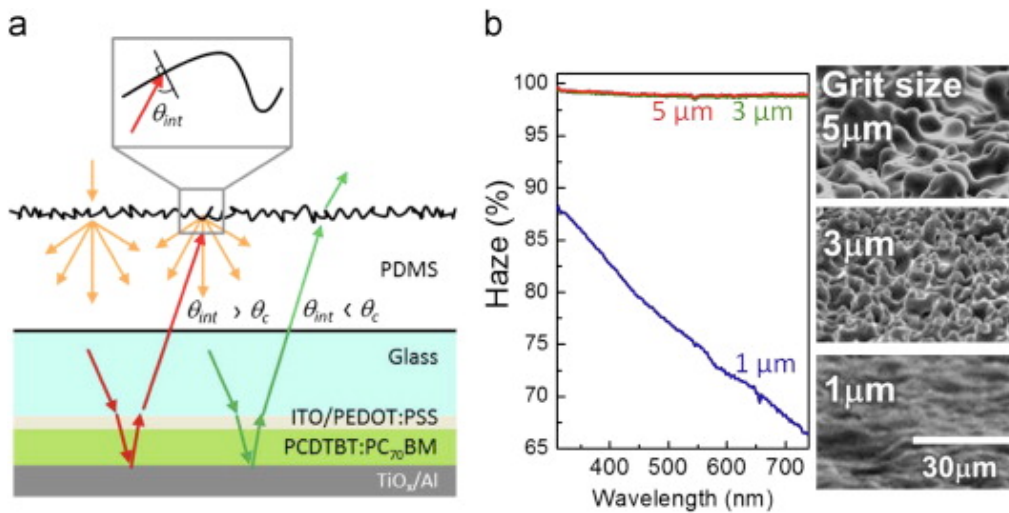 a
θint
PDMS
θint > θc
θint < θc
Glass
ITO/PEDOT:PSS
PCDTBT:PC70BM
TiOx/Al
b
Haze (%)
100
95
90
85
80
75
70
65
5 μm
3 μm
1 μm
400
500
600
700
Wavelength (nm)
Grit size
5μm
3μm
1μm
30μm